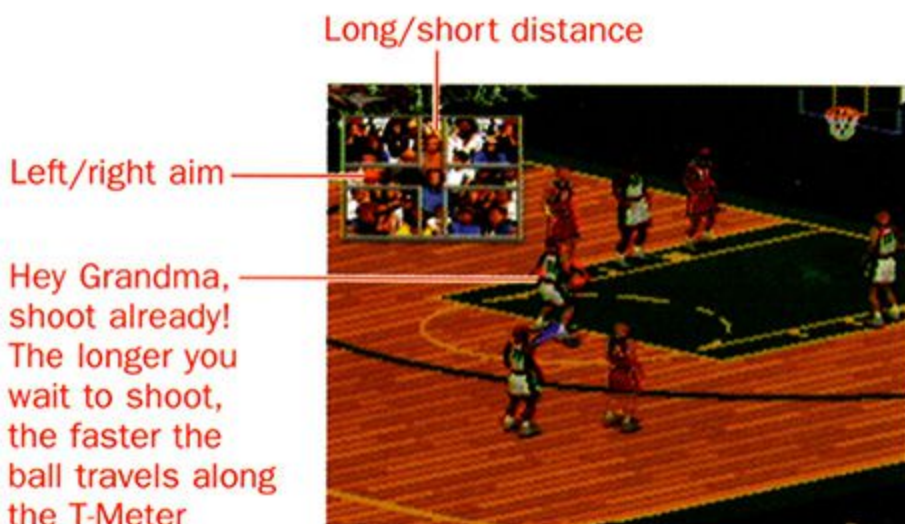 Long/short distance
Left/right aim
Hey Grandma,
shoot already!
The longer you
wait to shoot,
the faster the
ball travels along
the T-Meter